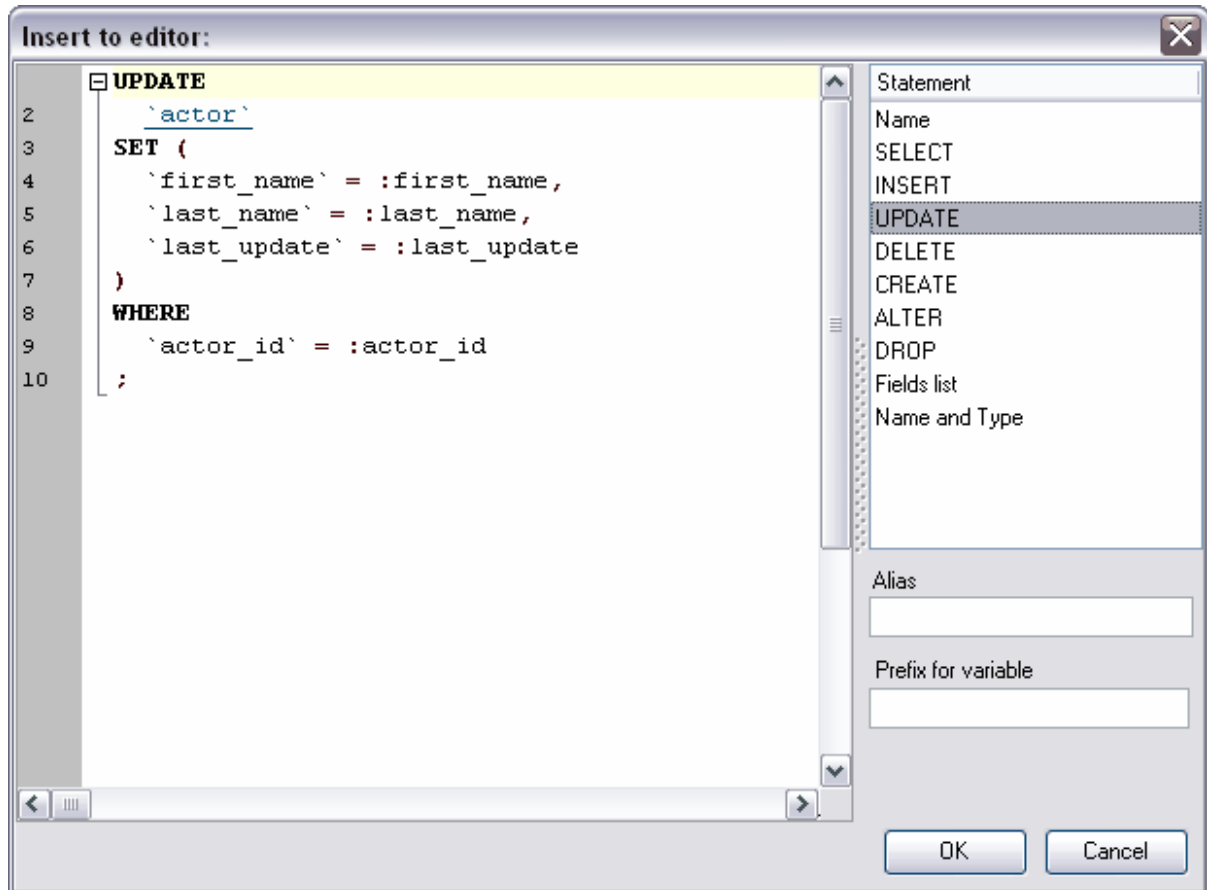 Insert to editor:
UPDATE
2 `actor`
3 SET (
4 `first_name` = :first_name,
5 `last_name` = :last_name,
6 `last_update` = :last_update
7 )
8 WHERE
9 `actor_id` = :actor_id
10 ;
Statement
Name
SELECT
INSERT
UPDATE
DELETE
CREATE
ALTER
DROP
Fields list
Name and Type
Alias
Prefix for variable
OK
Cancel